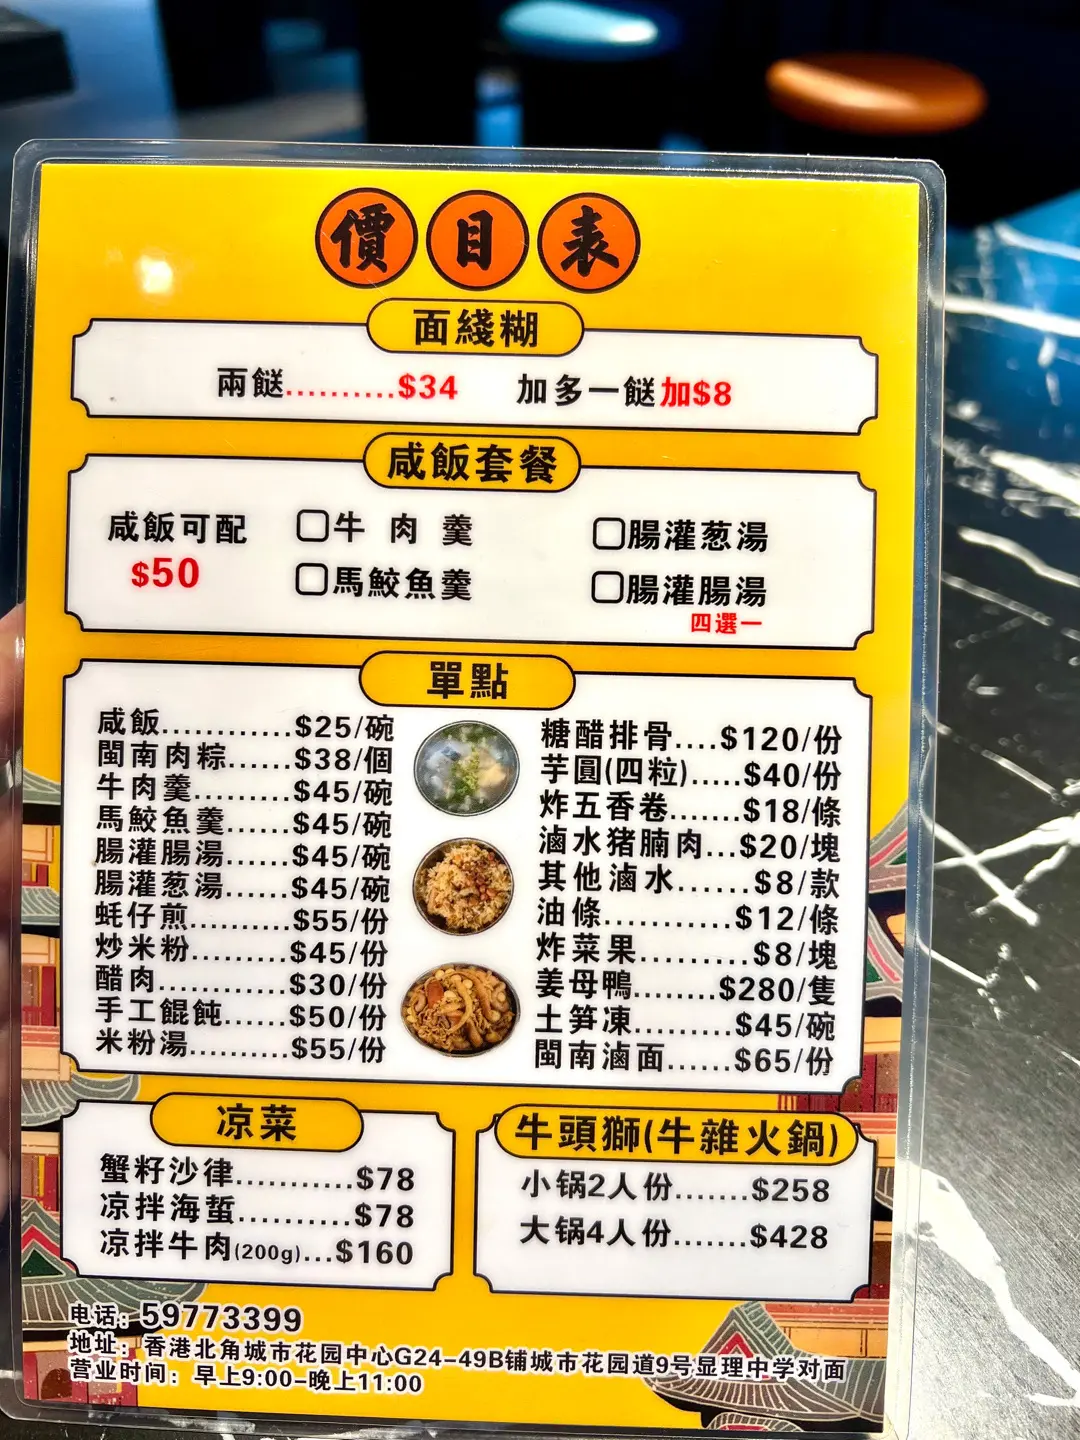 價目表
面綫糊
兩餸..........$34 加多一餸加$8
咸飯套餐
咸飯可配 $50
□牛肉羹 □腸灌葱湯
□馬鮫魚羹 □腸灌腸湯
四選一
單點
咸飯............$25/碗
閩南肉粽......$38/個
牛肉羹.........$45/碗
馬鮫魚羹......$45/碗
腸灌腸湯......$45/碗
腸灌葱湯......$45/碗
蚝仔煎.........$55/份
炒米粉.........$45/份
醋肉............$30/份
手工餛飩......$50/份
米粉湯.........$55/份
糖醋排骨....$120/份
芋圓(四粒).....$40/份
炸五香卷.......$18/條
滷水猪腩肉...$20/塊
其他滷水......$8/款
油條............$12/條
炸菜果..........$8/塊
姜母鴨........$280/隻
土笋凍.........$45/碗
閩南滷面......$65/份
凉菜
蟹籽沙律...........$78
凉拌海蜇..........$78
凉拌牛肉(200g)...$160
牛頭獅(牛雜火鍋)
小锅2人份.......$258
大锅4人份.......$428
电话：59773399
地址：香港北角城市花园中心G24-49B铺城市花园道9号显理中学对面
营业时间：早上9:00-晚上11:00